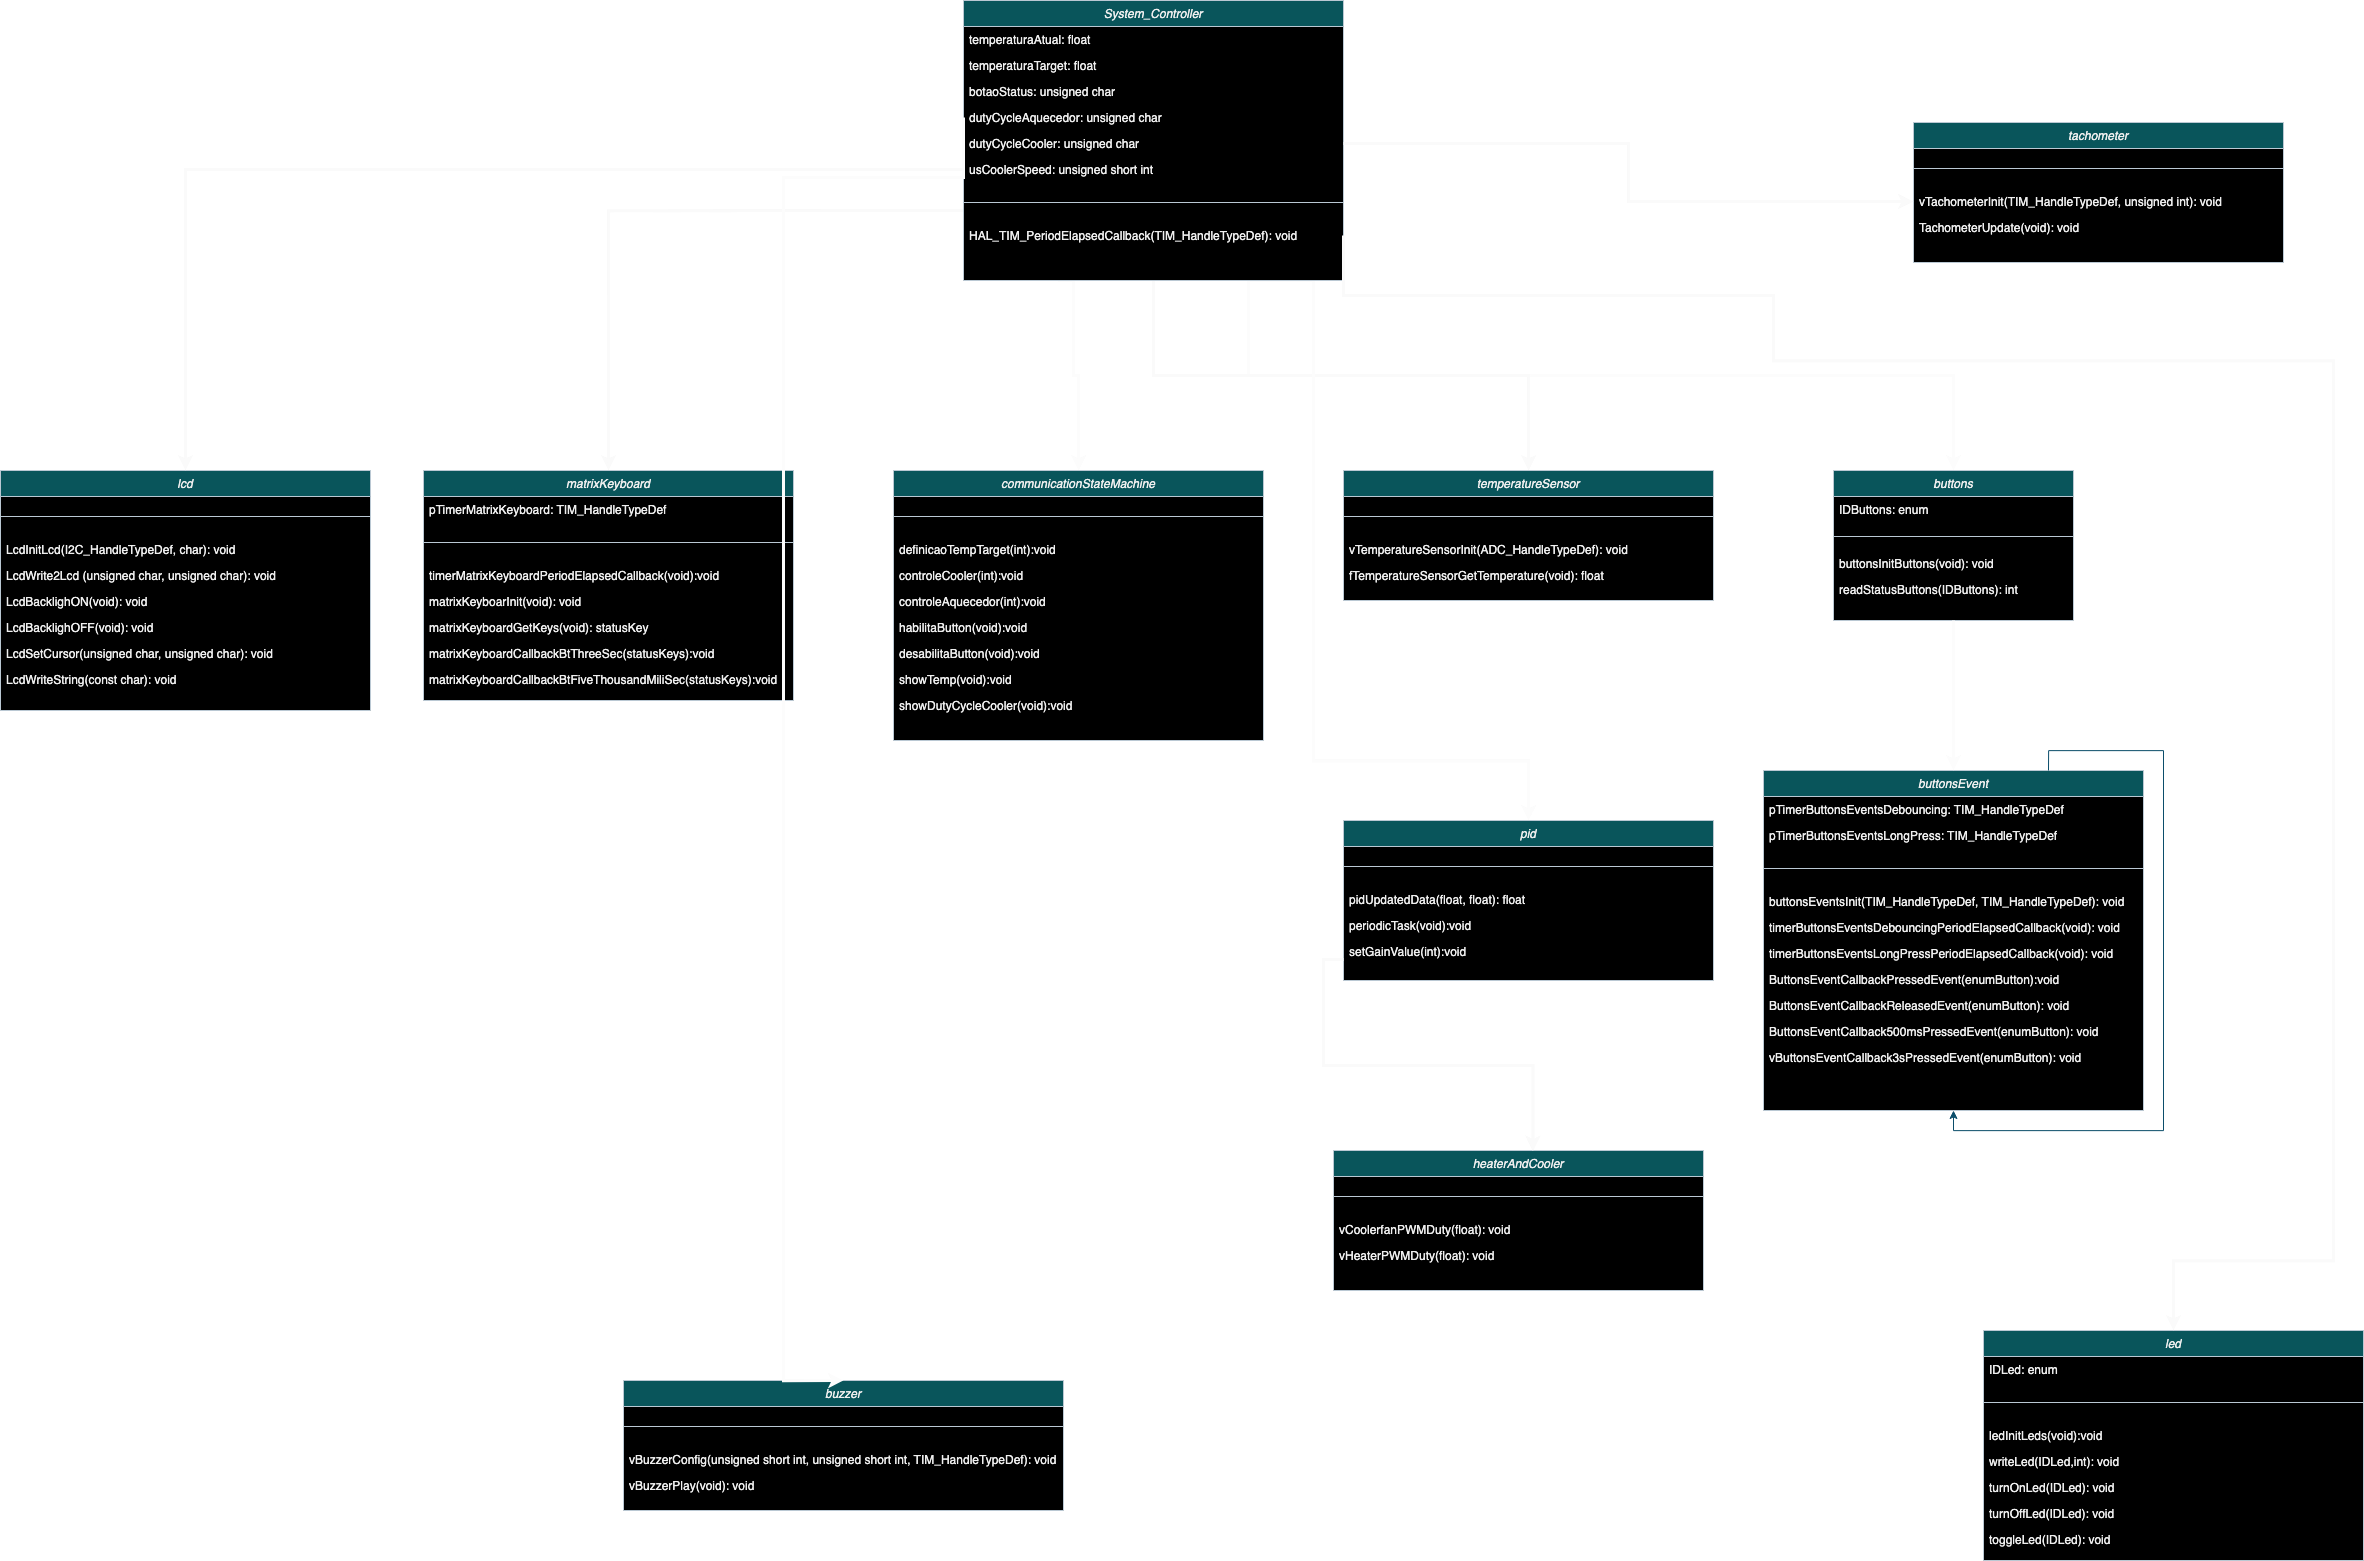 System_Controller
temperaturaAtual: float
temperaturaTarget: float
botaoStatus: unsigned char
dutyCycleAquecedor: unsigned char
dutyCycleCooler: unsigned char
usCoolerSpeed: unsigned short int
HAL_TIM_PeriodElapsedCallback(TIM_HandleTypeDef): void
tachometer
vTachometerInit(TIM_HandleTypeDef, unsigned int): void
TachometerUpdate(void): void
lcd
LcdInitLcd(I2C_HandleTypeDef, char): void
LcdWrite2Lcd (unsigned char, unsigned char): void
LcdBacklighON(void): void
LcdBacklighOFF(void): void
LcdSetCursor(unsigned char, unsigned char): void
LcdWriteString(const char): void
matrixKeyboard
pTimerMatrixKeyboard: TIM_HandleTypeDef
timerMatrixKeyboardPeriodElapsedCallback(void):void
matrixKeyboarInit(void): void
matrixKeyboardGetKeys(void): statusKey
matrixKeyboardCallbackBtThreeSec(statusKeys):void
matrixKeyboardCallbackBtFiveThousandMiliSec(statusKeys):void
communicationStateMachine
definicaoTempTarget(int):void
controleCooler(int):void
controleAquecedor(int):void
habilitaButton(void):void
desabilitaButton(void):void
showTemp(void):void
showDutyCycleCooler(void):void
temperatureSensor
vTemperatureSensorInit(ADC_HandleTypeDef): void
fTemperatureSensorGetTemperature(void): float
buttons
IDButtons: enum
buttonsInitButtons(void): void
readStatusButtons(IDButtons): int
buttonsEvent
pTimerButtonsEventsDebouncing: TIM_HandleTypeDef
pTimerButtonsEventsLongPress: TIM_HandleTypeDef
buttonsEventsInit(TIM_HandleTypeDef, TIM_HandleTypeDef): void
timerButtonsEventsDebouncingPeriodElapsedCallback(void): void
timerButtonsEventsLongPressPeriodElapsedCallback(void): void
ButtonsEventCallbackPressedEvent(enumButton):void
ButtonsEventCallbackReleasedEvent(enumButton): void
ButtonsEventCallback500msPressedEvent(enumButton): void
vButtonsEventCallback3sPressedEvent(enumButton): void
pid
pidUpdatedData(float, float): float
periodicTask(void):void
setGainValue(int):void
heaterAndCooler
vCoolerfanPWMDuty(float): void
vHeaterPWMDuty(float): void
buzzer
vBuzzerConfig(unsigned short int, unsigned short int, TIM_HandleTypeDef): void
vBuzzerPlay(void): void
led
IDLed: enum
ledInitLeds(void):void
writeLed(IDLed,int): void
turnOnLed(IDLed): void
turnOffLed(IDLed): void
toggleLed(IDLed): void